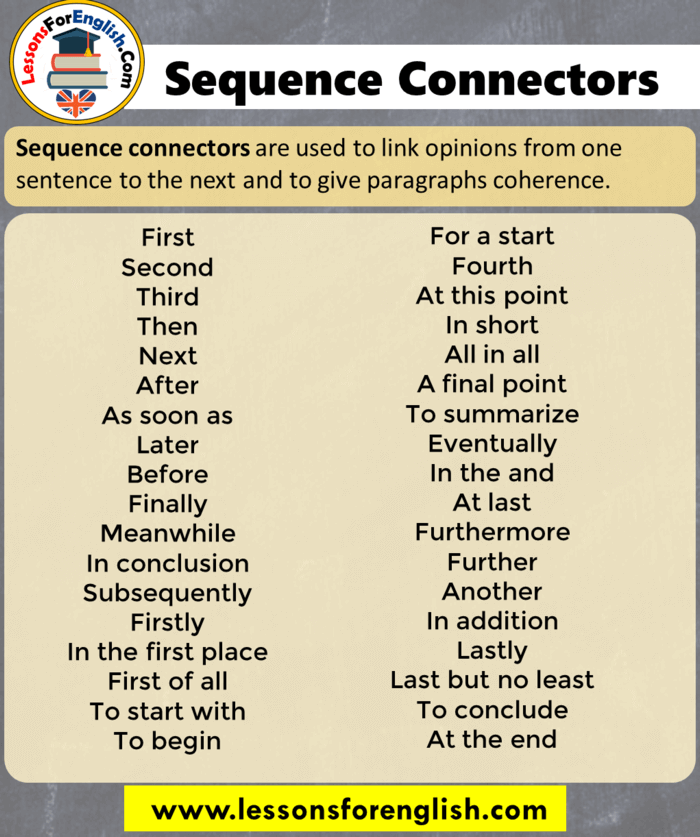 LessonsForEnglish.Com
Sequence Connectors
Sequence connectors are used to link opinions from one
sentence to the next and to give paragraphs coherence.
First
Second
Third
Then
Next
After
As soon as
Later
Before
Finally
Meanwhile
In conclusion
Subsequently
Firstly
In the first place
First of all
To start with
To begin
For a start
Fourth
At this point
In short
All in all
A final point
To summarize
Eventually
In the and
At last
Furthermore
Further
Another
In addition
Lastly
Last but no least
To conclude
At the end
www.lessonsforenglish.com